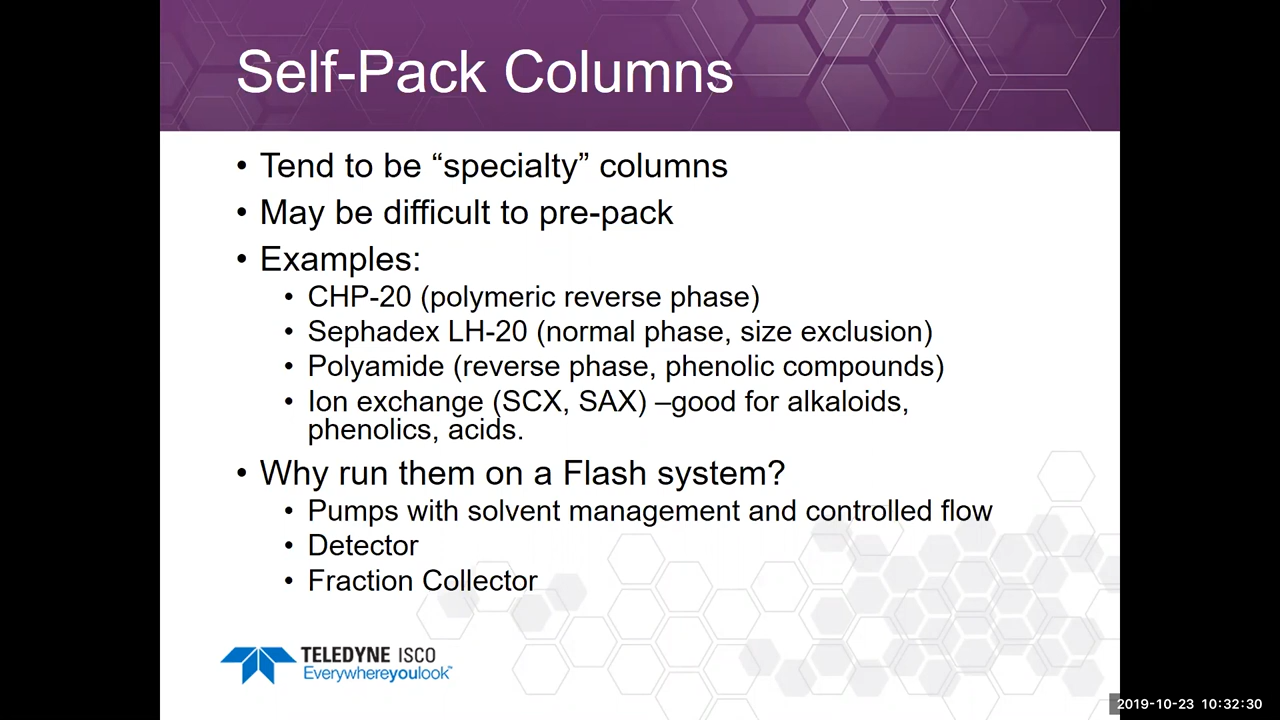 Self-Pack Columns
• Tend to be “specialty” columns
• May be difficult to pre-pack
• Examples:
• CHP-20 (polymeric reverse phase)
• Sephadex LH-20 (normal phase, size exclusion)
• Polyamide (reverse phase, phenolic compounds)
• Ion exchange (SCX, SAX) –good for alkaloids,
phenolics, acids.
• Why run them on a Flash system?
• Pumps with solvent management and controlled flow
• Detector
• Fraction Collector
TELEDYNE ISCO
Everywhereyoulook™
2019-10-23 10:32:30